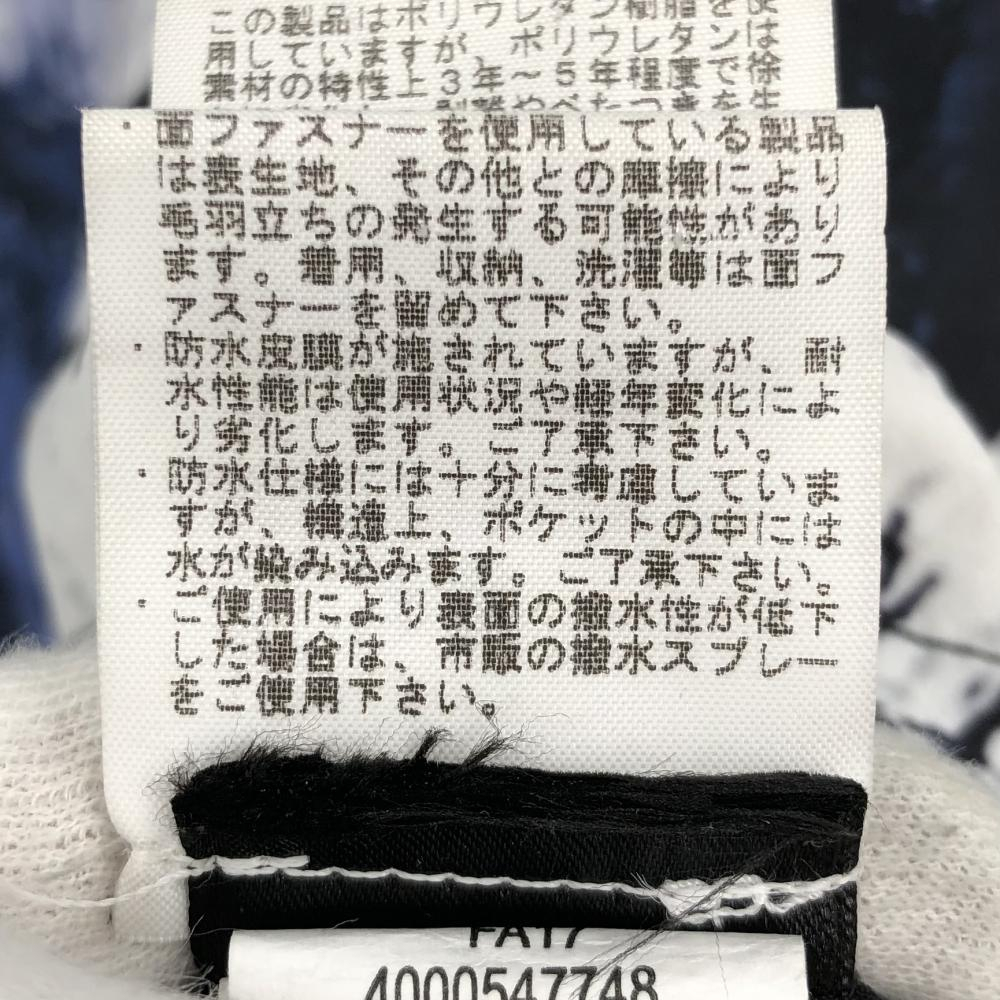 この製品はポリウレタン樹脂を使
用していますが、ポリウレタンは
素材の特性上3年～5年程度で徐
・面ファスナーを使用している製品
は表生地、その他との摩擦により
毛羽立ちの発生する可能性があり
ます。着用、収納、洗濯等は面フ
ァスナーを留めて下さい。
・防水皮膜が施されていますが、耐
水性能は使用状況や経年変化によ
り劣化します。ご了承下さい。
・防水仕様には十分に考慮していま
すが、構造上、ポケットの中には
水が染み込みます。ご了承下さい。
・ご使用により表面の撥水性が低下
した場合は、市販の撥水スプレー
をご使用下さい。
FA17
4000547748